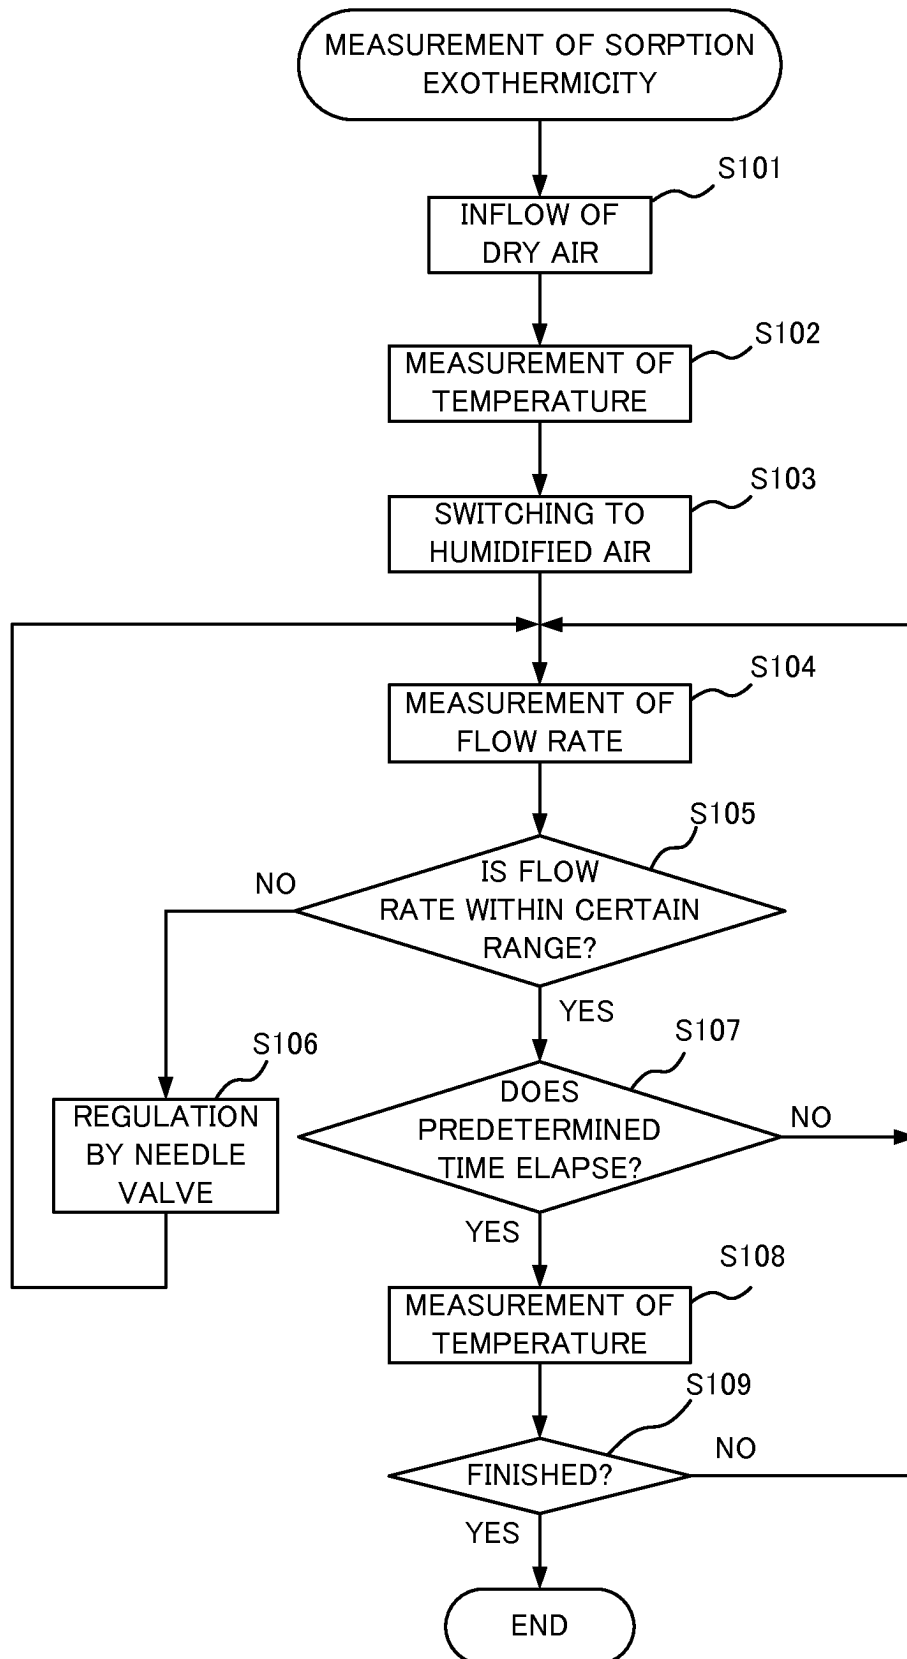 MEASUREMENT OF SORPTION
EXOTHERMICITY
S101
INFLOW OF
DRY AIR
S102
MEASUREMENT OF
TEMPERATURE
S103
SWITCHING TO
HUMIDIFIED AIR
S104
MEASUREMENT OF
FLOW RATE
S105
IS FLOW
RATE WITHIN CERTAIN
RANGE?
NO
YES
S106
REGULATION
BY NEEDLE
VALVE
S107
DOES
PREDETERMINED
TIME ELAPSE?
NO
YES
S108
MEASUREMENT OF
TEMPERATURE
S109
FINISHED?
NO
YES
END